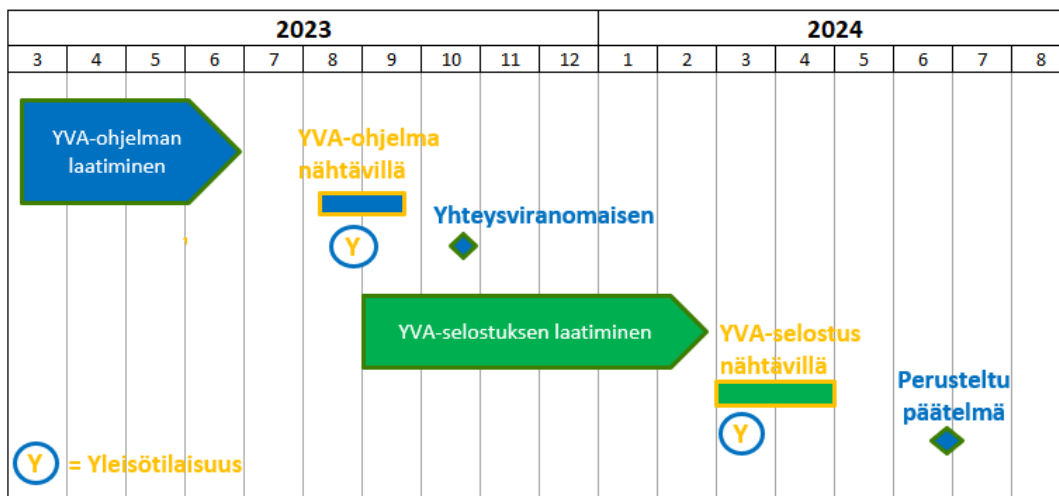 2023 2024
3 4 5 6 7 8 9 10 11 12 1 2 3 4 5 6 7 8
YVA-ohjelman
laatiminen
YVA-ohjelma
nähtävillä
Yhteysviranomaisen
Y
YVA-selostuksen laatiminen
YVA-selostus
nähtävillä
Perusteltu
päätelmä
Y
Y = Yleisötilaisuus